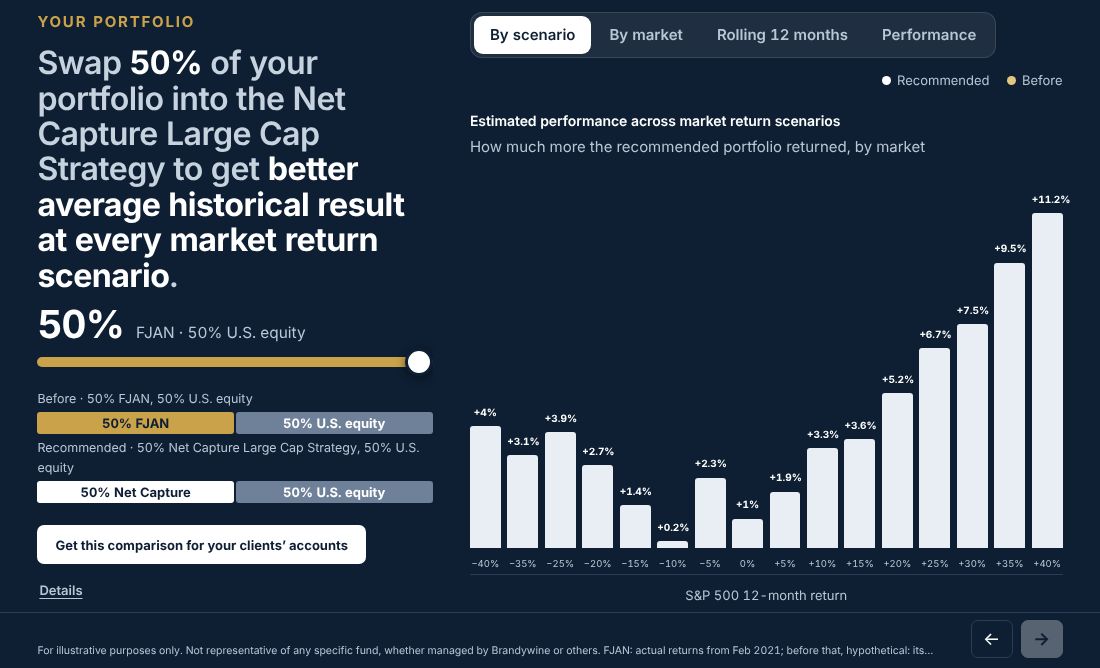 YOUR PORTFOLIO
Swap 50% of your
portfolio into the Net
Capture Large Cap
Strategy to get better
average historical result
at every market return
scenario.
50% FJAN · 50% U.S. equity
Before · 50% FJAN, 50% U.S. equity
50% FJAN 50% U.S. equity
Recommended · 50% Net Capture Large Cap Strategy, 50% U.S.
equity
50% Net Capture 50% U.S. equity
Get this comparison for your clients’ accounts
Details
By scenario By market Rolling 12 months Performance
Recommended Before
Estimated performance across market return scenarios
How much more the recommended portfolio returned, by market
+4% +3.1% +3.9% +2.7% +1.4% +0.2% +2.3% +1% +1.9% +3.3% +3.6% +5.2% +6.7% +7.5% +9.5% +11.2%
−40% −35% −25% −20% −15% −10% −5% 0% +5% +10% +15% +20% +25% +30% +35% +40%
S&P 500 12-month return
For illustrative purposes only. Not representative of any specific fund, whether managed by Brandywine or others. FJAN: actual returns from Feb 2021; before that, hypothetical: its…
← →